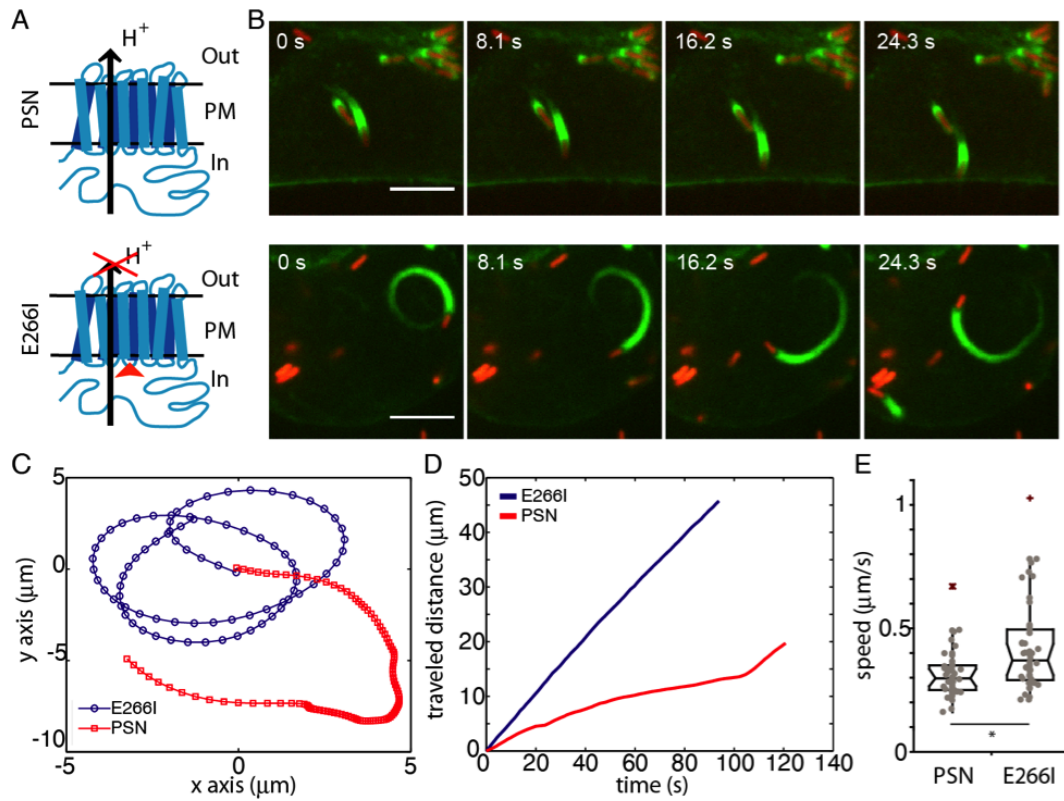 A
PSN
H+
Out
PM
In
E266I
H+
Out
PM
In
B
0 s
8.1 s
16.2 s
24.3 s
0 s
8.1 s
16.2 s
24.3 s
C
y axis (μm)
5
0
-5
-10
E266I
PSN
-5
0
5
x axis (μm)
D
traveled distance (μm)
50
40
30
20
10
0
E266I
PSN
0
20
40
60
80
100
120
140
time (s)
E
speed (μm/s)
1
0.5
0
*
PSN
E266I